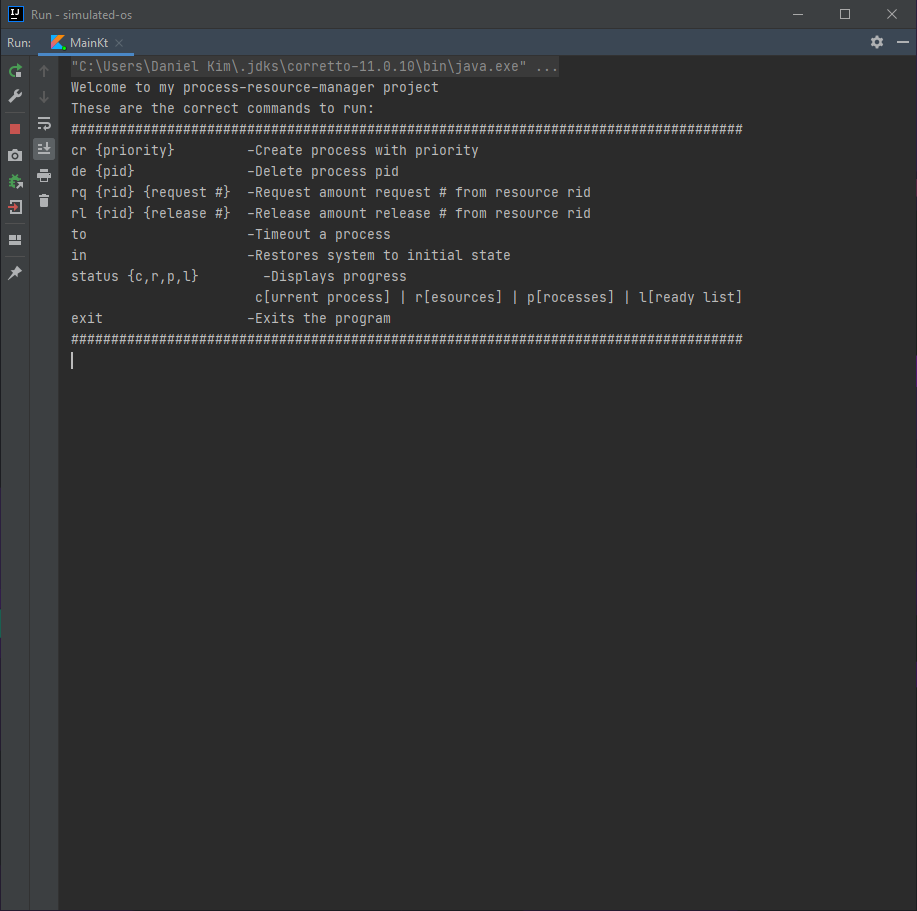 IJ
Run - simulated-os
Run: MainKt
"C:\Users\Daniel Kim\.jdks\corretto-11.0.10\bin\java.exe" ...
Welcome to my process-resource-manager project
These are the correct commands to run:
####################################################################################
cr {priority}         -Create process with priority
de {pid}              -Delete process pid
rq {rid} {request #}  -Request amount request # from resource rid
rl {rid} {release #}  -Release amount release # from resource rid
to                    -Timeout a process
in                    -Restores system to initial state
status {c,r,p,l}        -Displays progress
                       c[urrent process] | r[esources] | p[rocesses] | l[ready list]
exit                  -Exits the program
####################################################################################